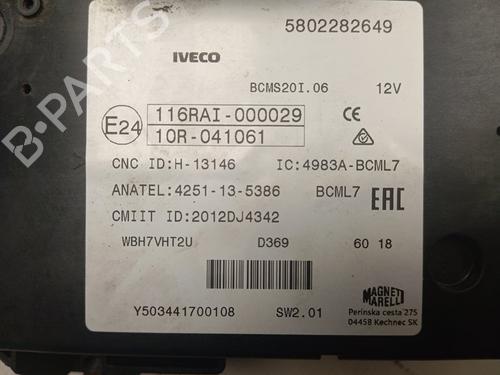 5802282649
IVECO
BCMS20I.06 12V
E24 116RAI-000029 CE
10R-041061
CNC ID:H-13146 IC:4983A-BCML7
ANATEL:4251-13-5386 BCML7 EAC
CMIIT ID:2012DJ4342
WBH7VHT2U D369 60 18
MAGNETI
MARELLI
Y503441700108 SW2.01 Perinska cesta 275
04458 Kechnec SK
B-PARTS